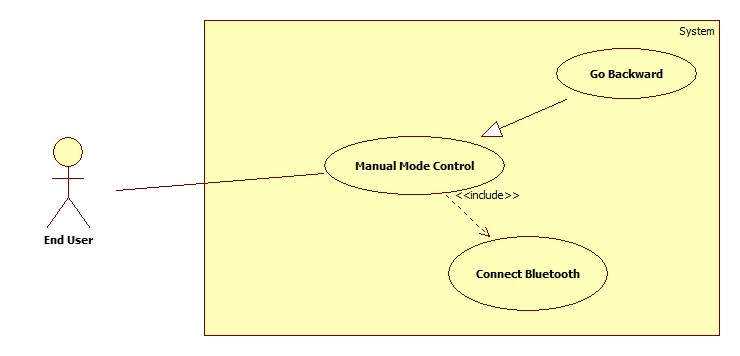 System
Go Backward
Manual Mode Control
<<include>>
End User
Connect Bluetooth